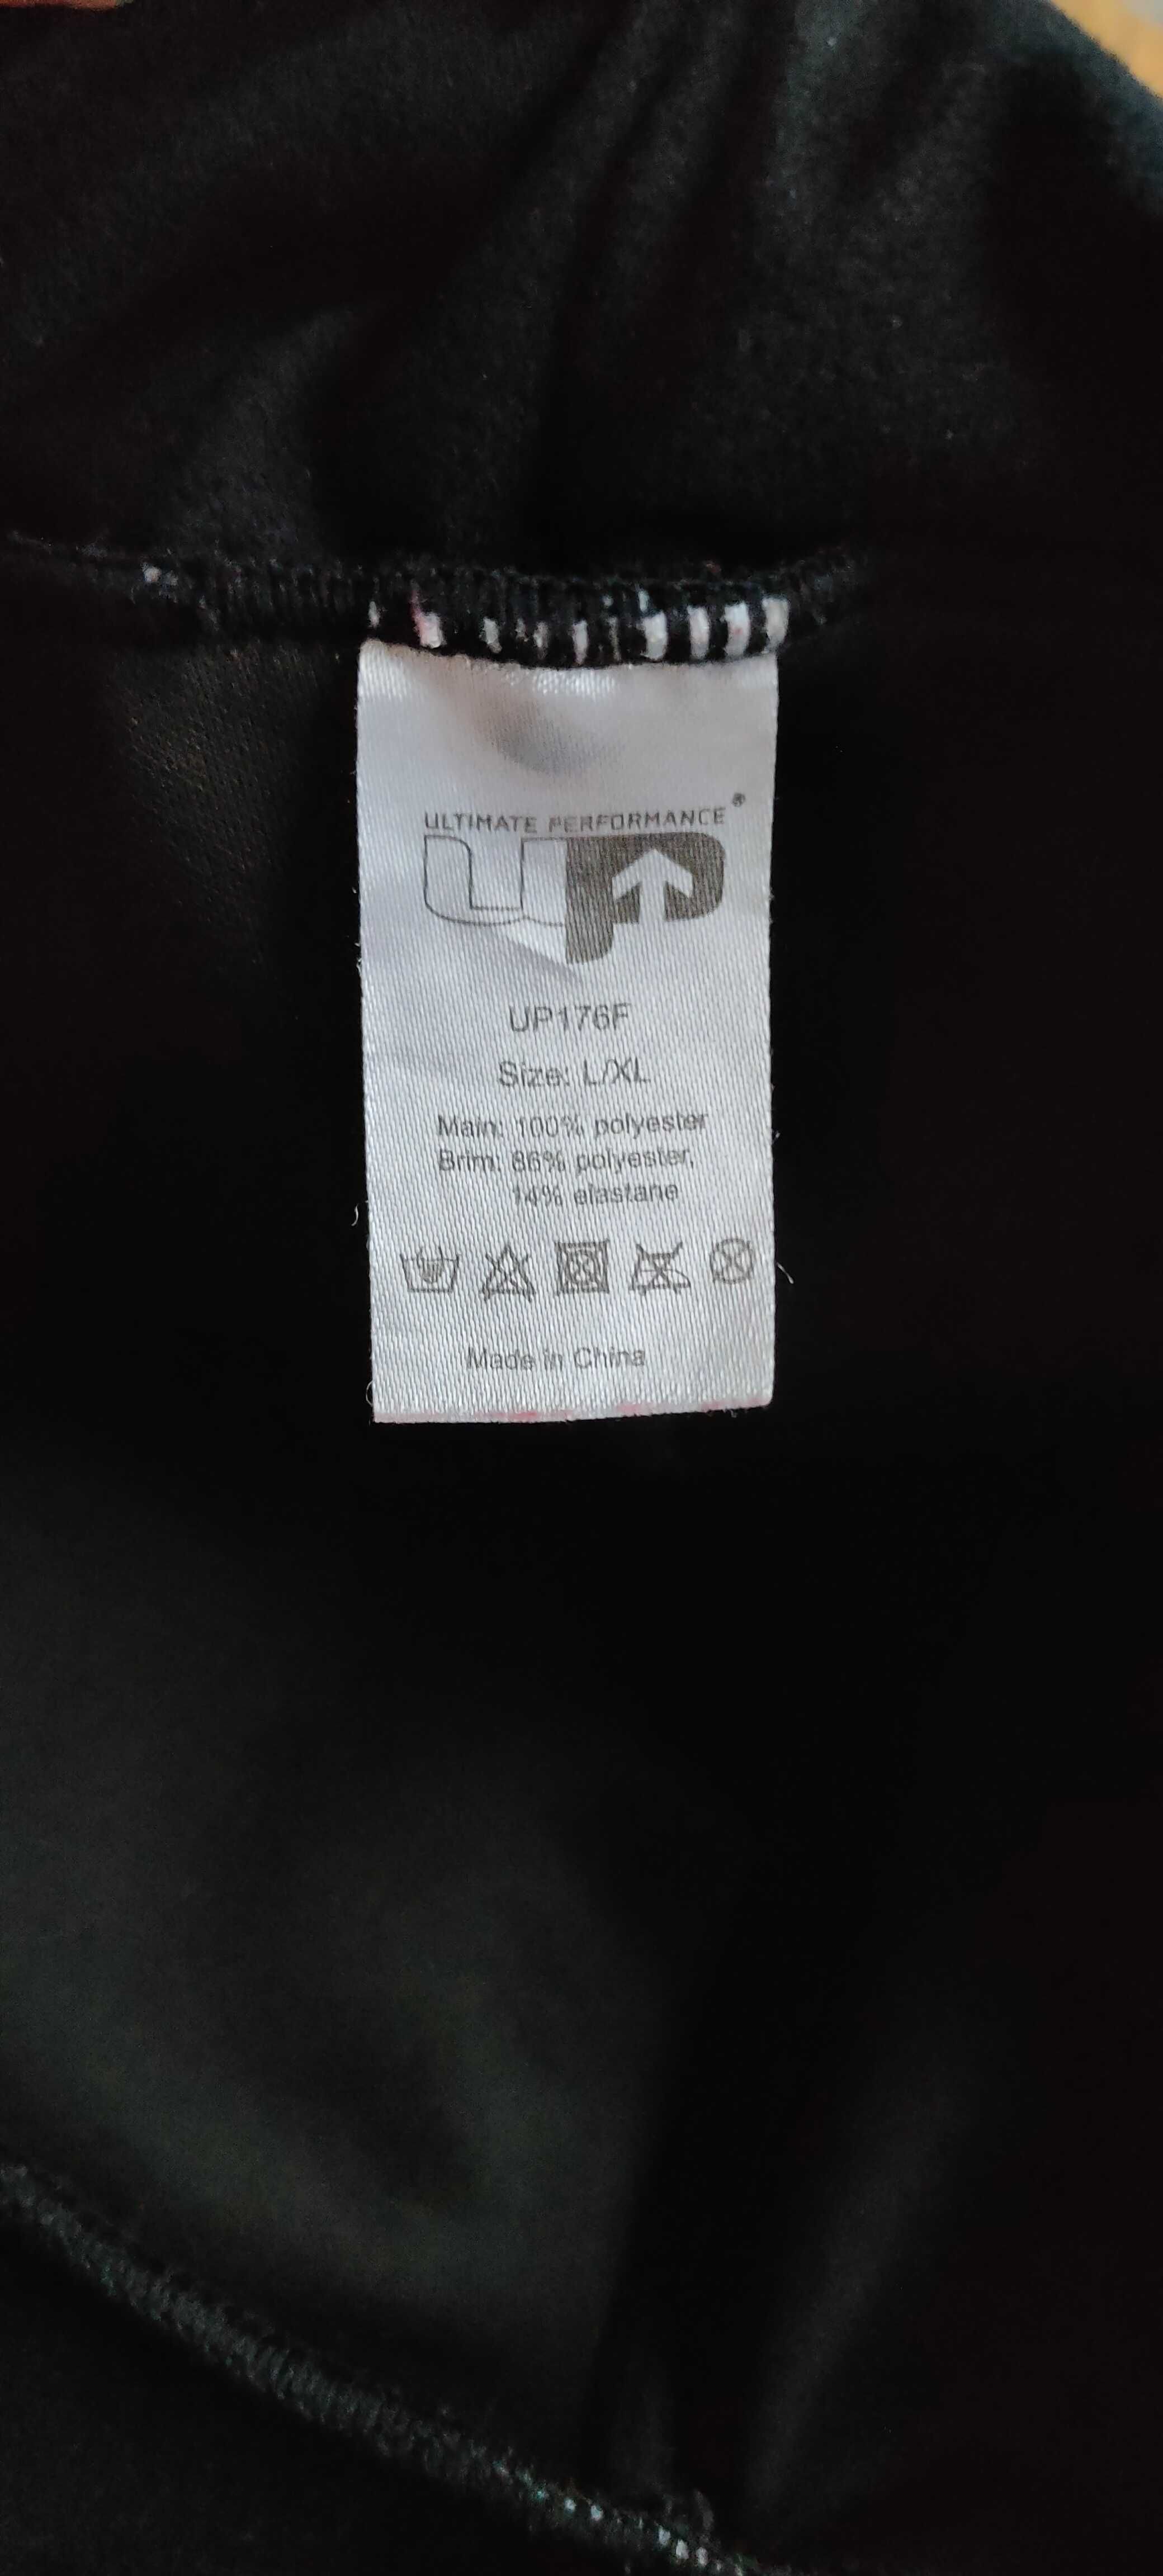 ULTIMATE PERFORMANCE®
UP
UP176F
Size: L/XL
Main: 100% polyester
Brim: 86% polyester,
14% elastane
Made in China